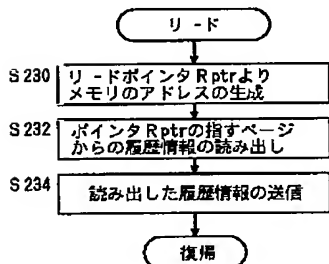 リ－ド
S230
リ－ドポインタRptrより
メモリのアドレスの生成
S232
ポインタRptrの指すページ
からの履歴情報の読み出し
S234
読み出した履歴情報の送信
復帰